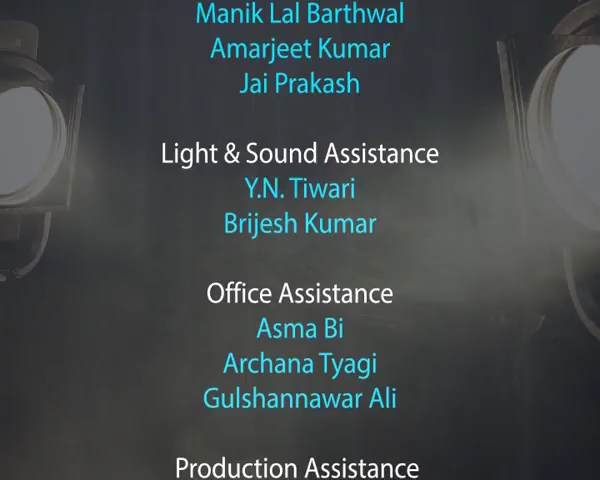 Manik Lal Barthwal
Amarjeet Kumar
Jai Prakash
Light & Sound Assistance
Y.N. Tiwari
Brijesh Kumar
Office Assistance
Asma Bi
Archana Tyagi
Gulshannawar Ali
Production Assistance